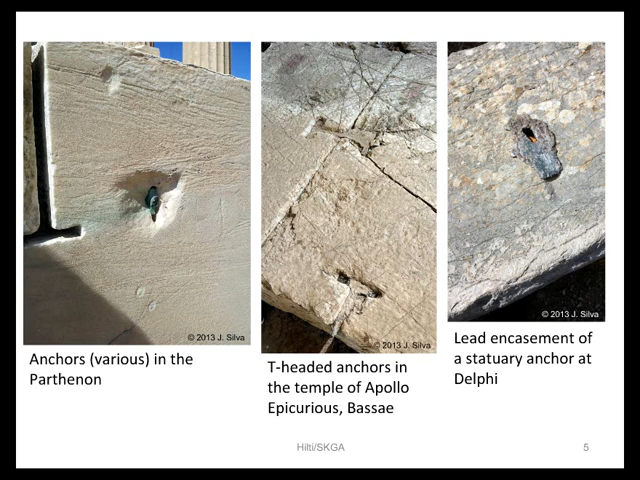 © 2013 J. Silva
© 2013 J. Silva
© 2013 J. Silva
Anchors (various) in the
Parthenon
T-headed anchors in
the temple of Apollo
Epicurious, Bassae
Lead encasement of
a statuary anchor at
Delphi
Hilti/SKGA
5